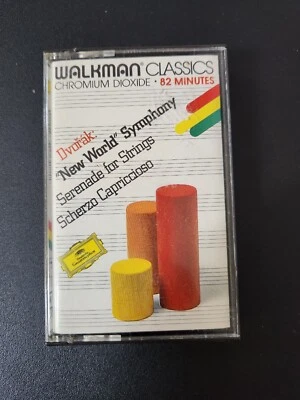 WALKMAN® CLASSICS
CHROMIUM DIOXIDE · 82 MINUTES
Dvořák:
"New World" Symphony
Serenade for Strings
Scherzo Capriccioso